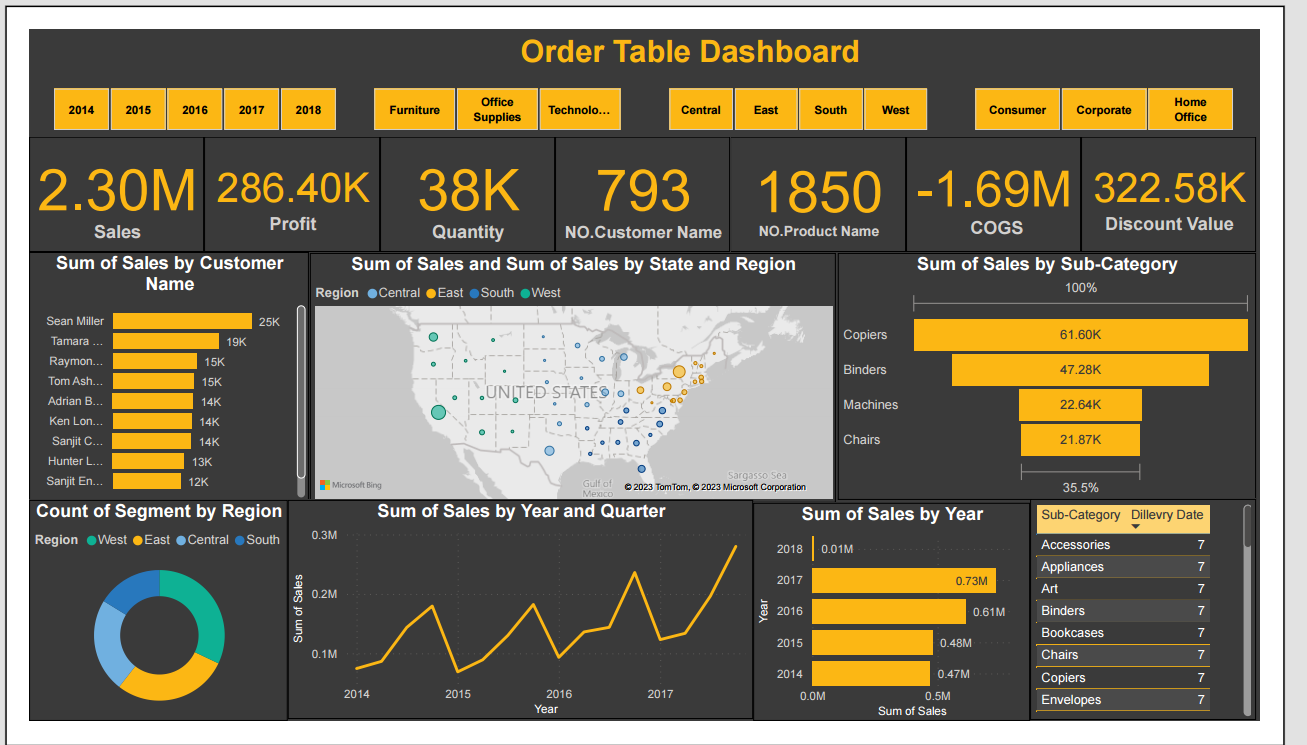 Order Table Dashboard
2014 2015 2016 2017 2018 Furniture Office Supplies Technolo... Central East South West Consumer Corporate Home Office
2.30M
Sales
286.40K
Profit
38K
Quantity
793
NO.Customer Name
1850
NO.Product Name
-1.69M
COGS
322.58K
Discount Value
Sum of Sales by Customer
Name
Sean Miller 25K
Tamara ... 19K
Raymon... 15K
Tom Ash... 15K
Adrian B... 14K
Ken Lon... 14K
Sanjit C... 14K
Hunter L... 13K
Sanjit En... 12K
Sum of Sales and Sum of Sales by State and Region
Region Central East South West
UNITED STATES
Sargasso Sea
Gulf of
Mexico
Microsoft Bing
© 2023 TomTom, © 2023 Microsoft Corporation
Sum of Sales by Sub-Category
100%
Copiers 61.60K
Binders 47.28K
Machines 22.64K
Chairs 21.87K
35.5%
Count of Segment by Region
Region West East Central South
Sum of Sales by Year and Quarter
Sum of Sales
0.3M
0.2M
0.1M
2014 2015 2016 2017
Year
Sum of Sales by Year
Year
2018 0.01M
2017 0.73M
2016 0.61M
2015 0.48M
2014 0.47M
0.0M 0.5M
Sum of Sales
Sub-Category Dillevry Date
Accessories 7
Appliances 7
Art 7
Binders 7
Bookcases 7
Chairs 7
Copiers 7
Envelopes 7